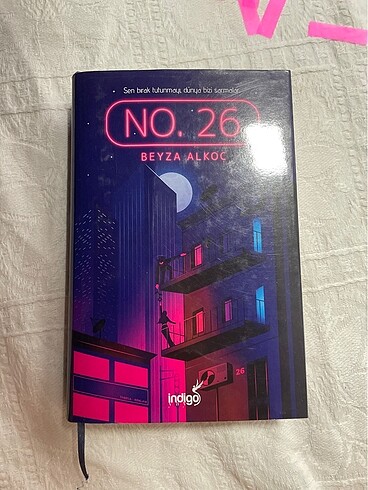 Sen bırak tutunmayı, dünya bizi sarmalar.
NO. 26
BEYZA ALKOÇ
26
indigo